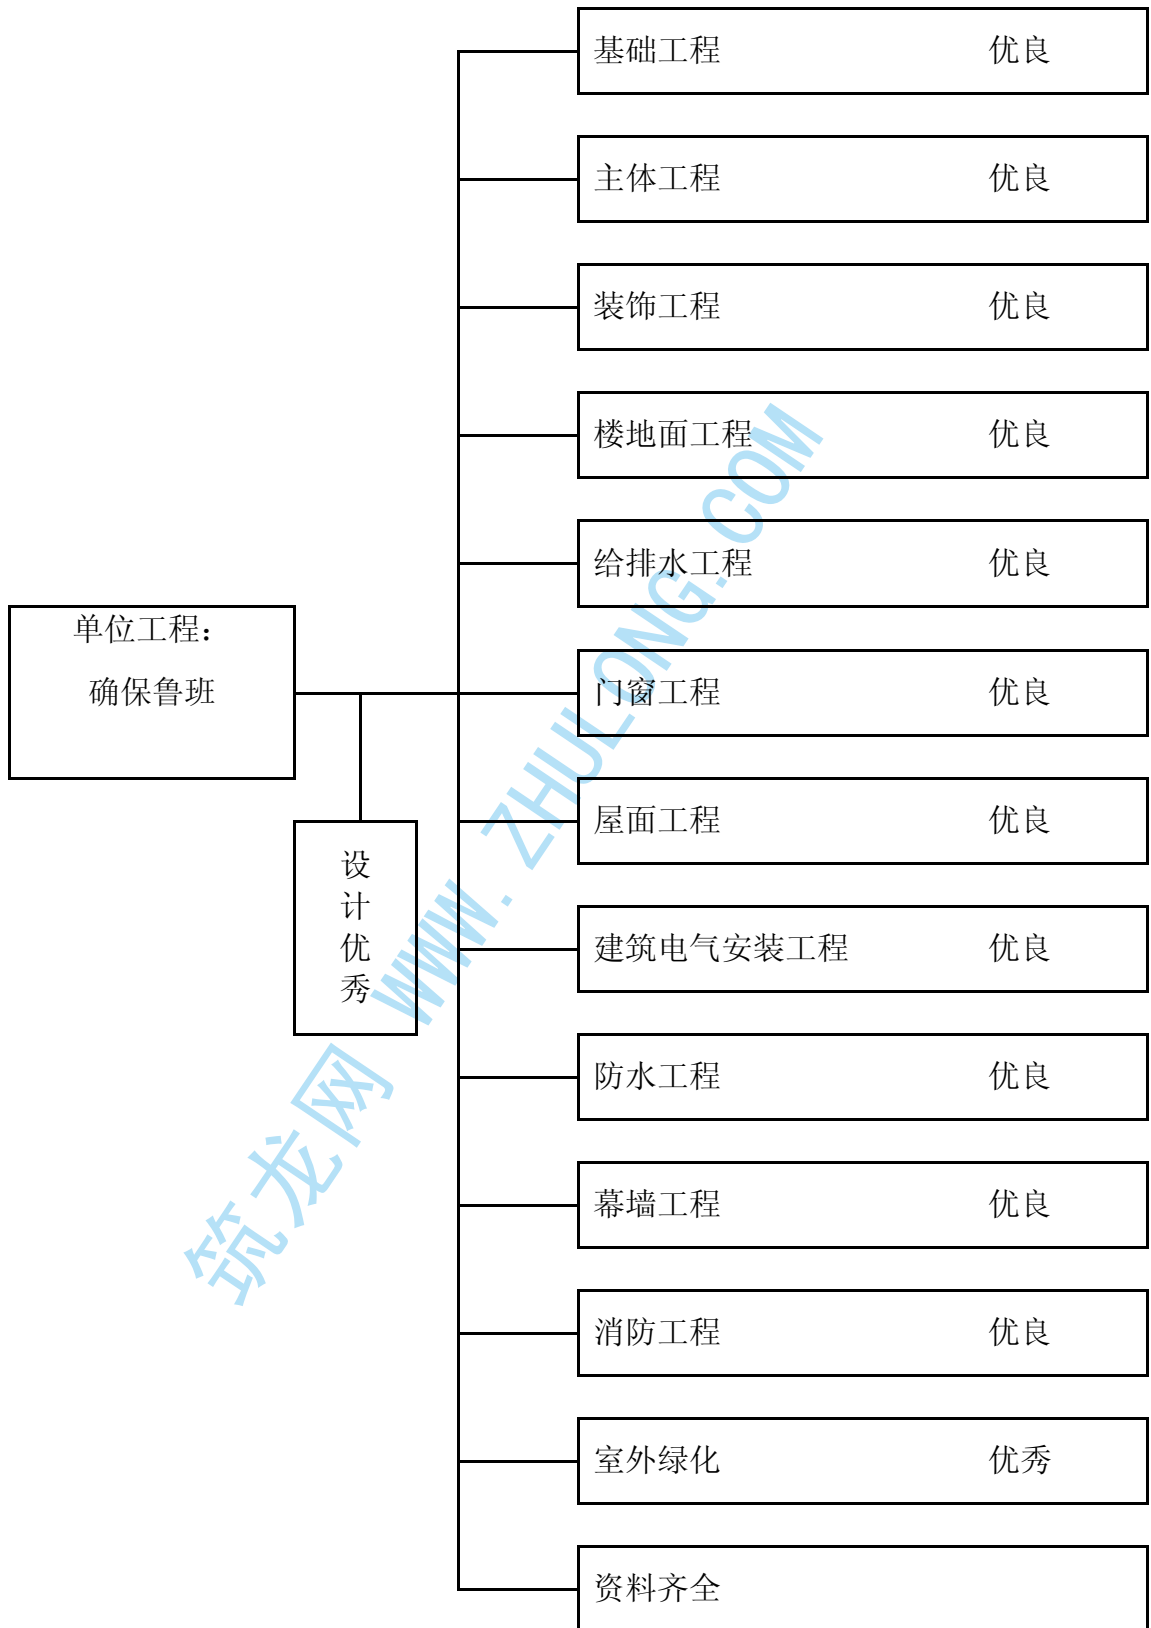 基础工程 优良
主体工程 优良
装饰工程 优良
楼地面工程 优良
给排水工程 优良
单位工程：
确保鲁班
门窗工程 优良
屋面工程 优良
设
计
优
秀
建筑电气安装工程 优良
防水工程 优良
幕墙工程 优良
消防工程 优良
室外绿化 优秀
资料齐全
筑龙网 WWW.ZHULONG.COM